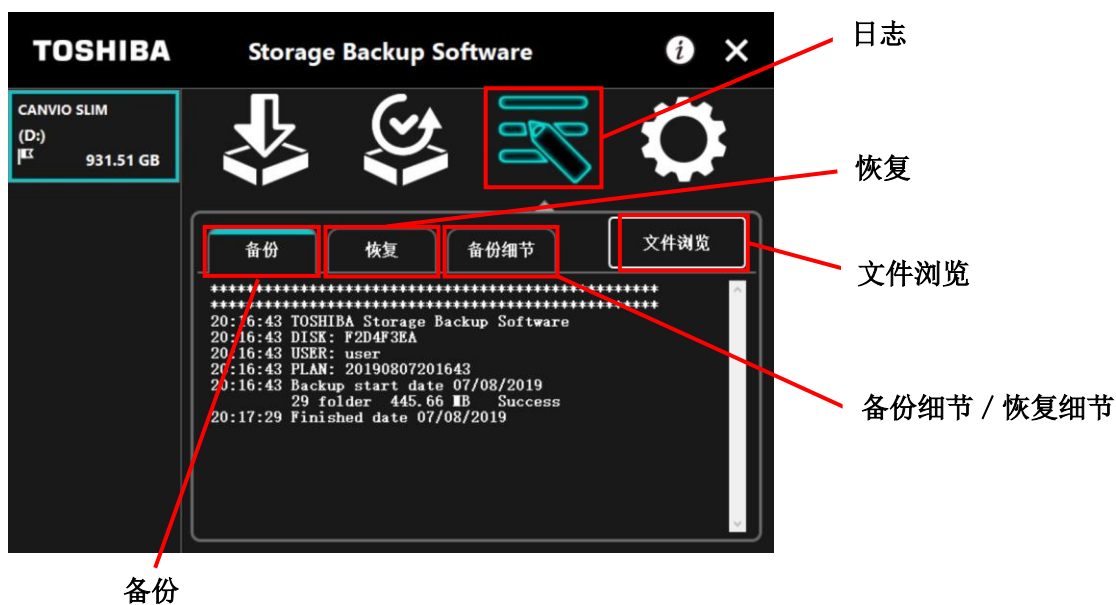 日志
TOSHIBA Storage Backup Software i
CANVIO SLIM
(D:)
931.51 GB
恢复
备份 恢复 备份细节 文件浏览
文件浏览
*************************************************
*************************************************
20:16:43 TOSHIBA Storage Backup Software
20:16:43 DISK: F2D4F3EA
20:16:43 USER: user
20:16:43 PLAN: 20190807201643
20:16:43 Backup start date 07/08/2019
29 folder 445.66 MB Success
20:17:29 Finished date 07/08/2019
备份细节 / 恢复细节
备份